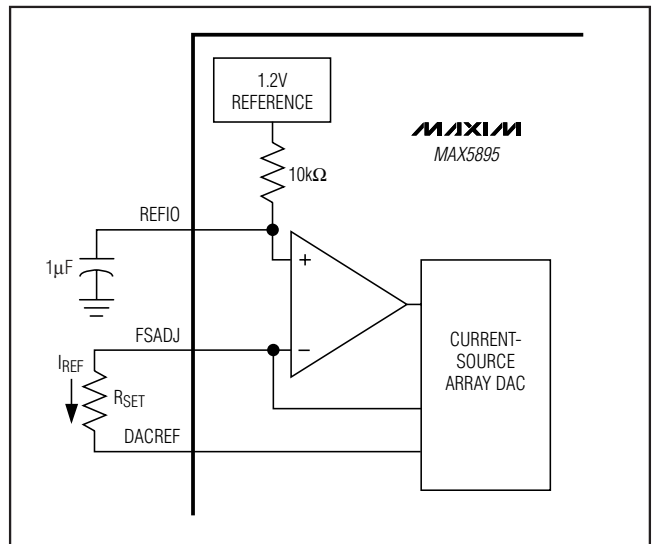 1.2V
REFERENCE
MAXIM
MAX5895
10kΩ
REFIO
+
1μF
−
FSADJ
CURRENT-
SOURCE
ARRAY DAC
IREF
RSET
DACREF